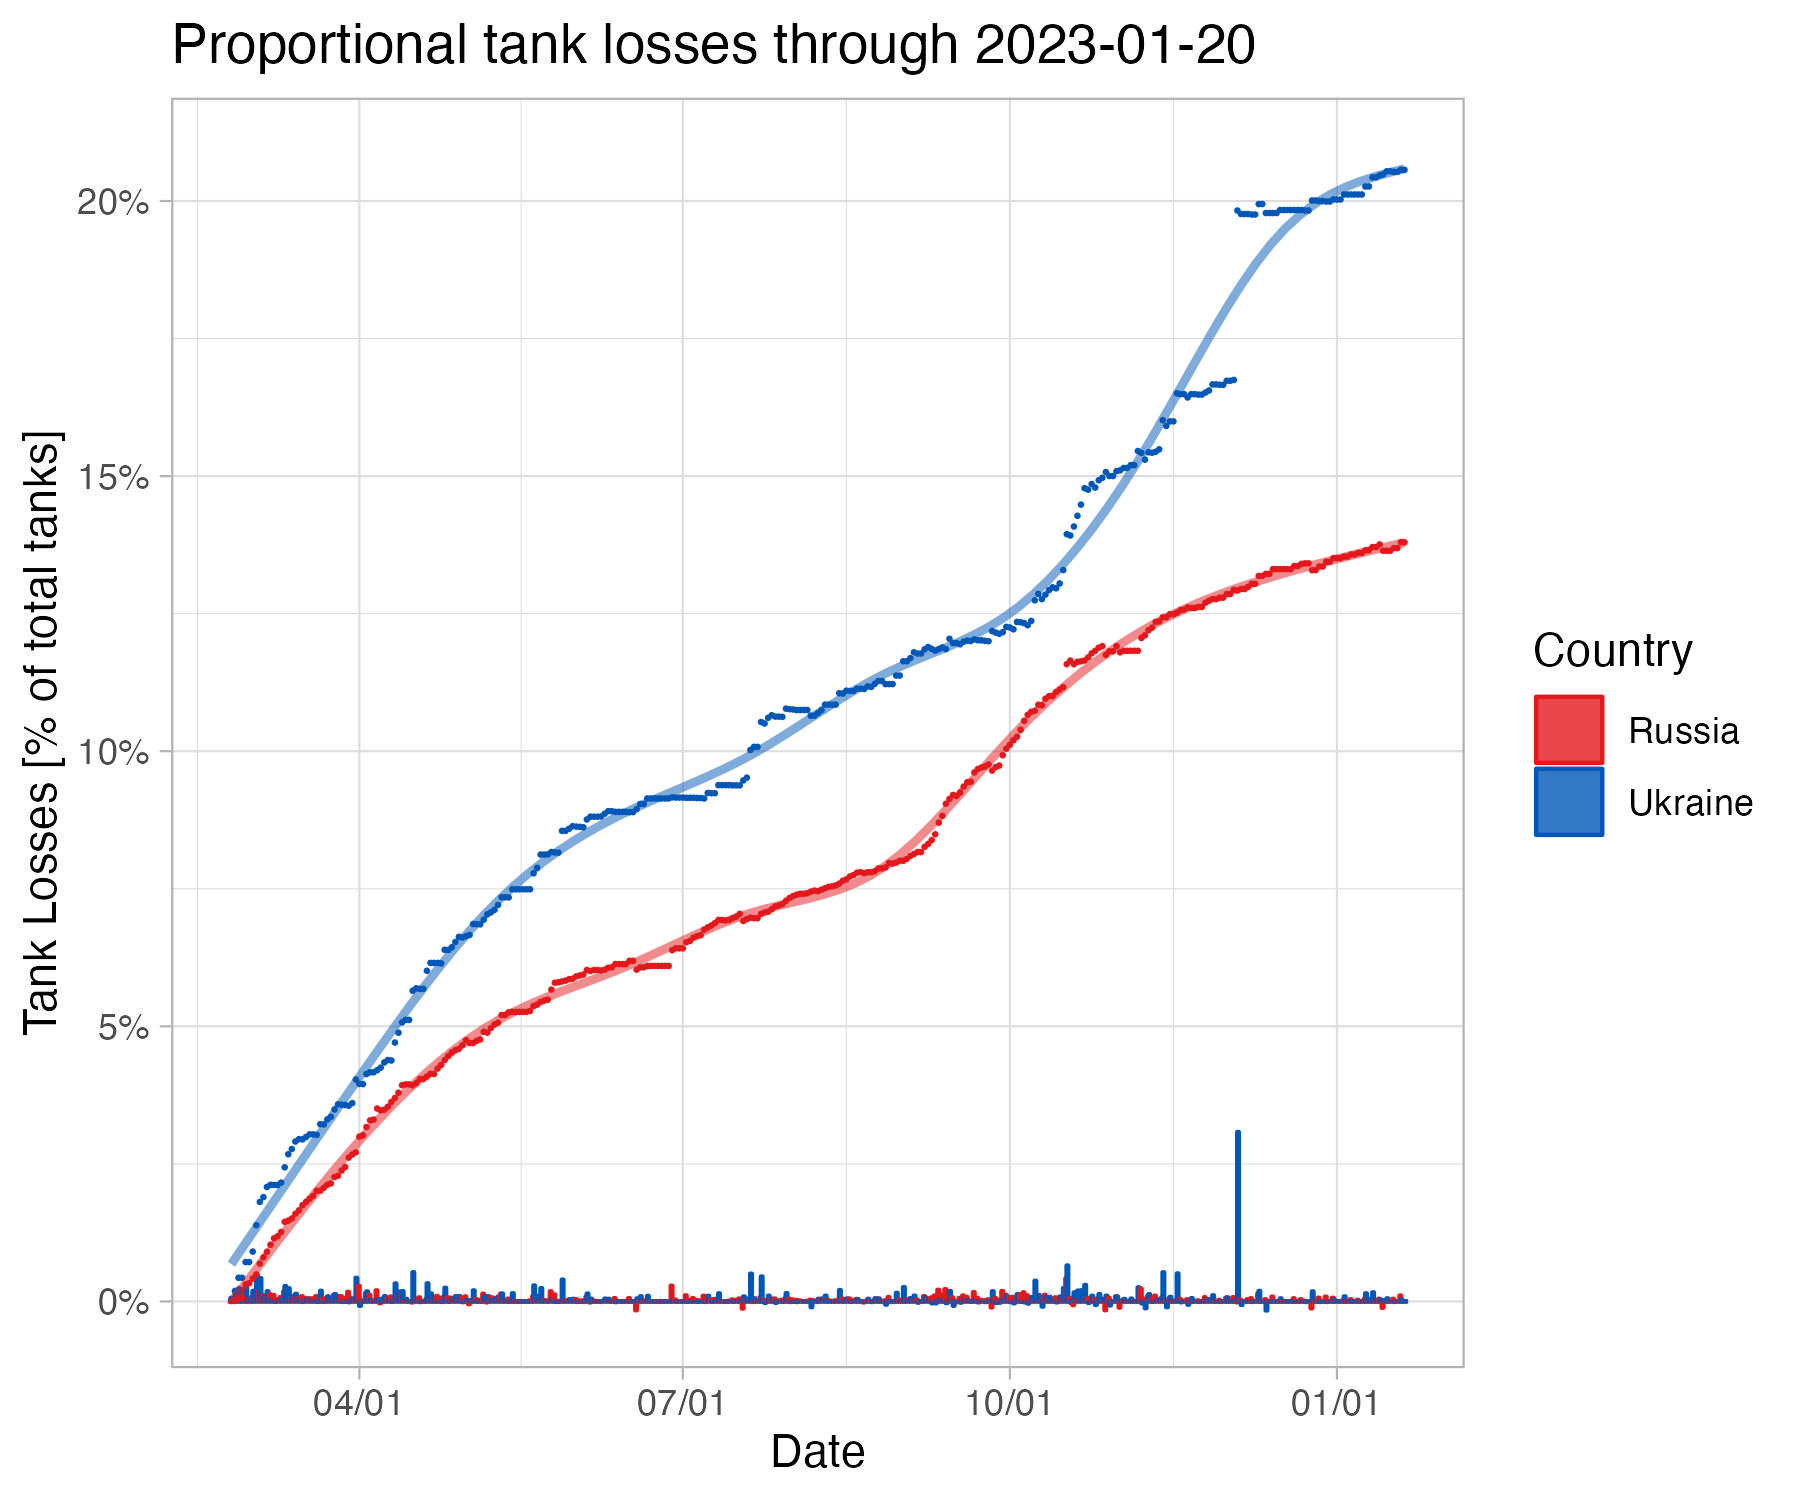 Proportional tank losses through 2023-01-20
Tank Losses [% of total tanks]
20%
15%
10%
5%
0%
04/01
07/01
10/01
01/01
Date
Country
Russia
Ukraine